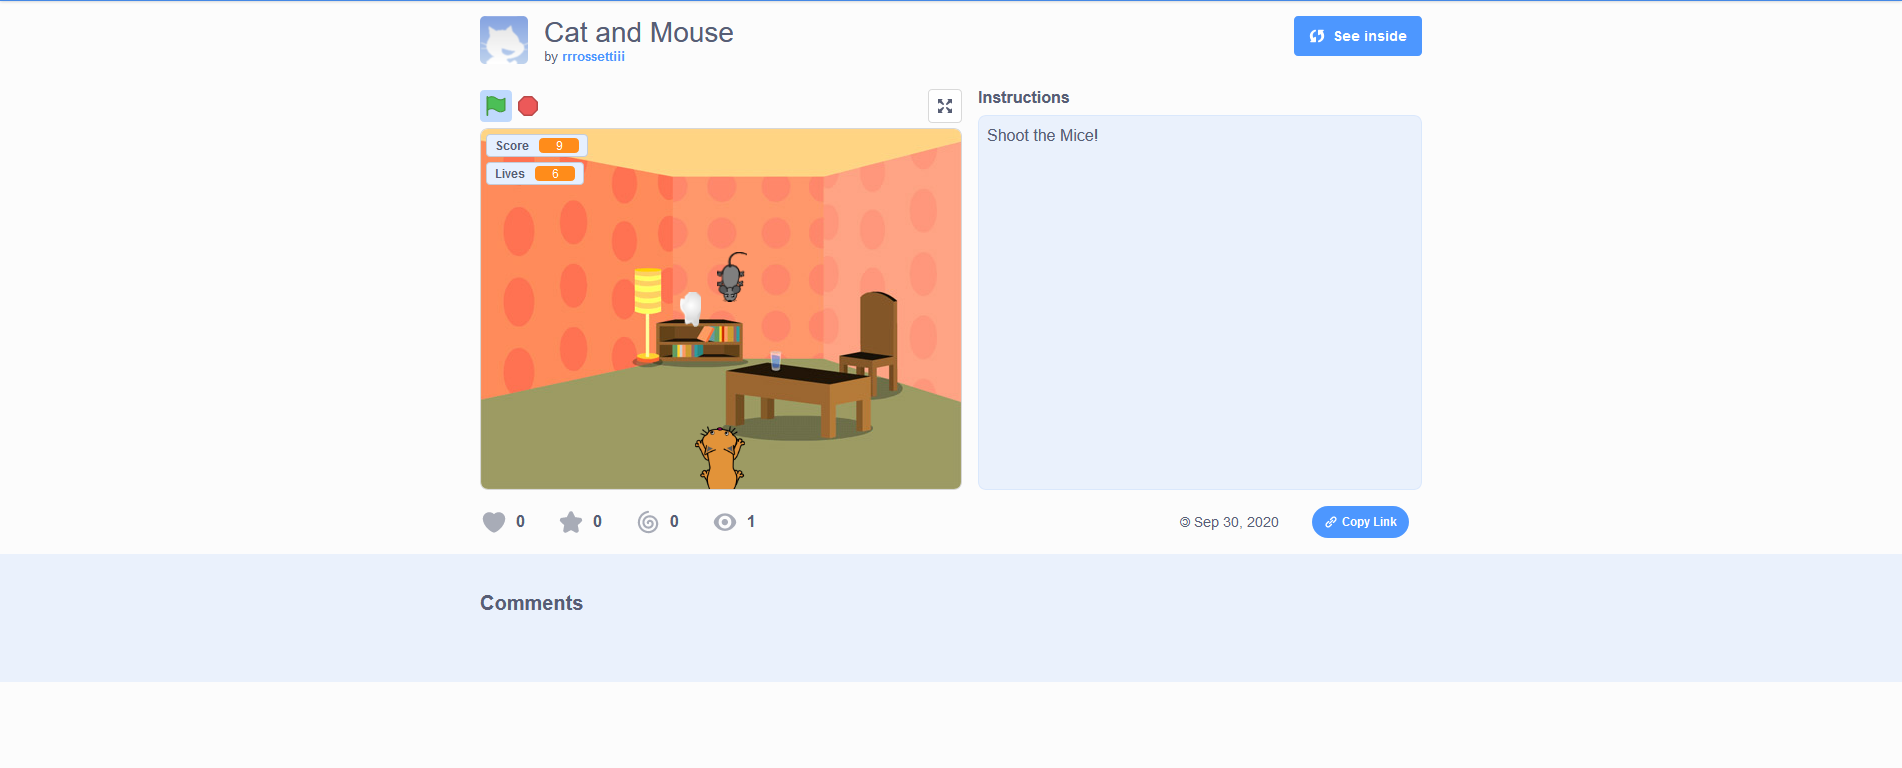 Cat and Mouse
by rrrossettiii
See inside
Instructions
Shoot the Mice!
Score 9
Lives 6
0
0
0
1
© Sep 30, 2020
Copy Link
Comments